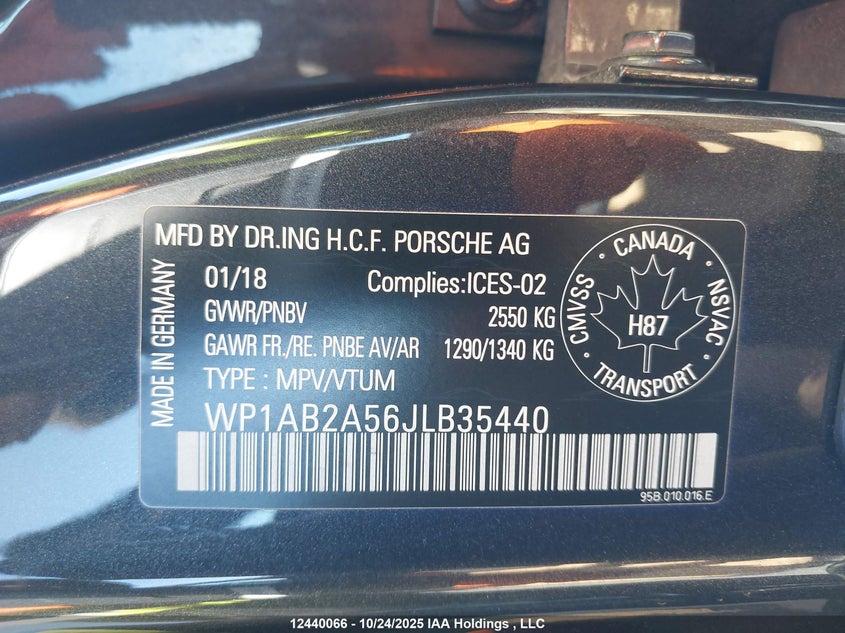 MFD BY DR.ING H.C.F. PORSCHE AG
MADE IN GERMANY
01/18 Complies:ICES-02
GVWR/PNBV 2550 KG
GAWR FR./RE. PNBE AV/AR 1290/1340 KG
TYPE : MPV/VTUM
WP1AB2A56JLB35440
95B.010.016.E
CANADA
CMVSS
NSVAC
H87
TRANSPORT
12440066 - 10/24/2025 IAA Holdings , LLC